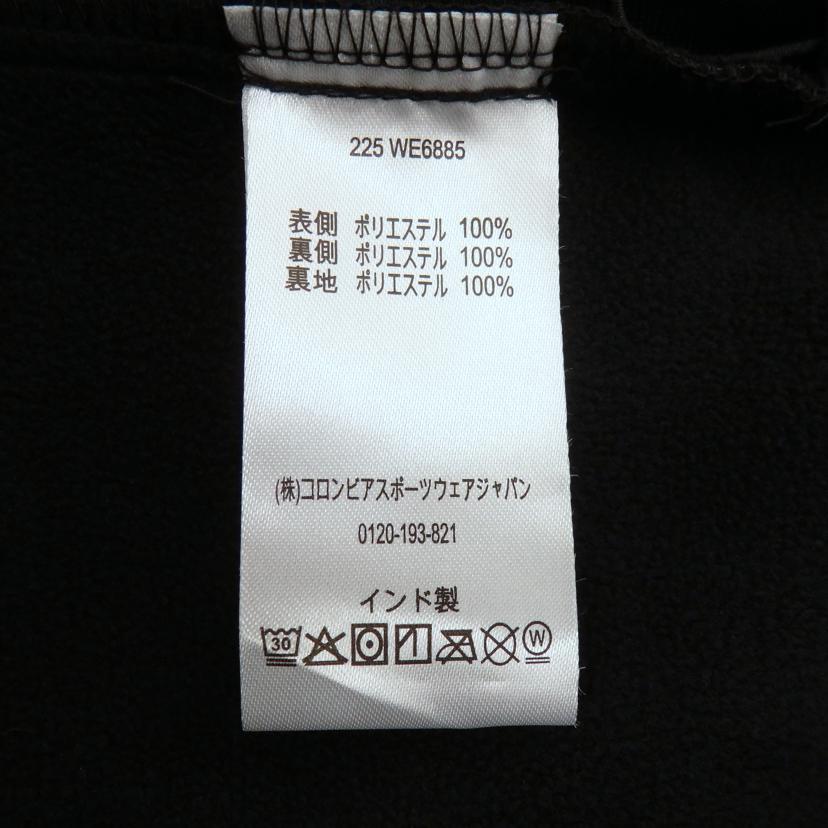 225 WE6885
表側 ポリエステル 100%
裏側 ポリエステル 100%
裏地 ポリエステル 100%
(株)コロンビアスポーツウェアジャパン
0120-193-821
インド製
30 W